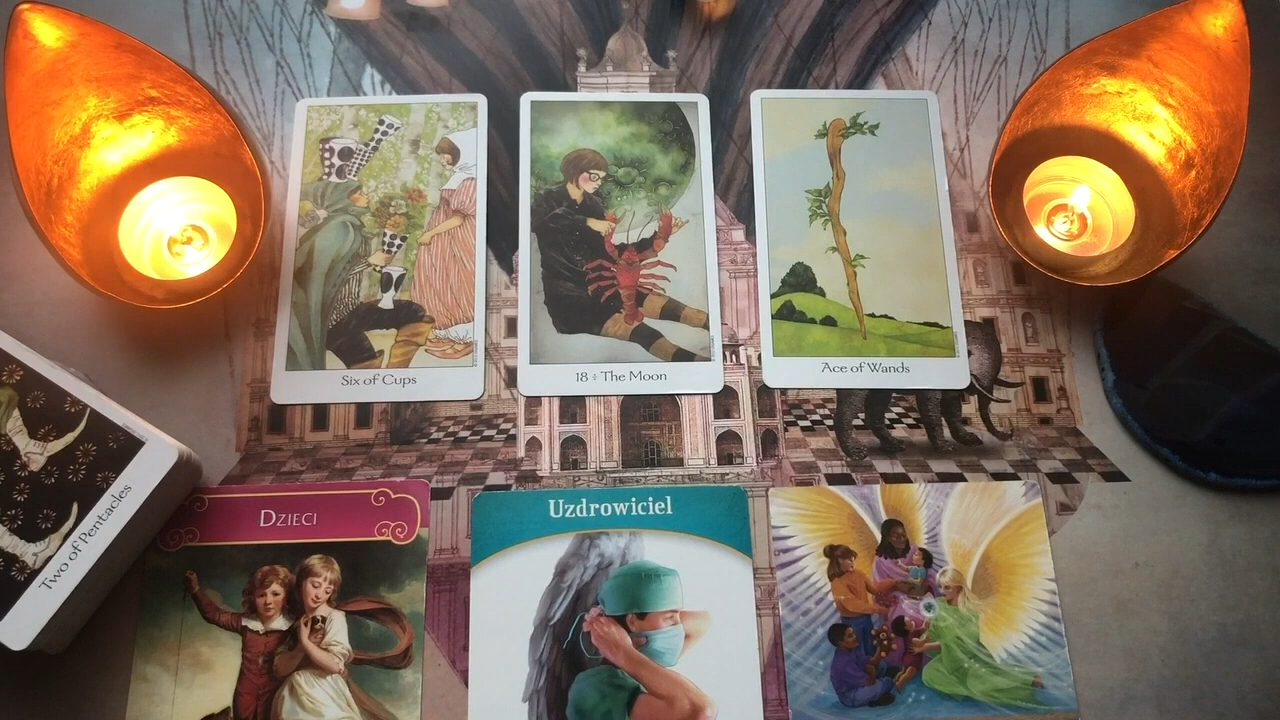 Six of Cups
18 ÷ The Moon
Ace of Wands
Two of Pentacles
Dzieci
Uzdrowiciel